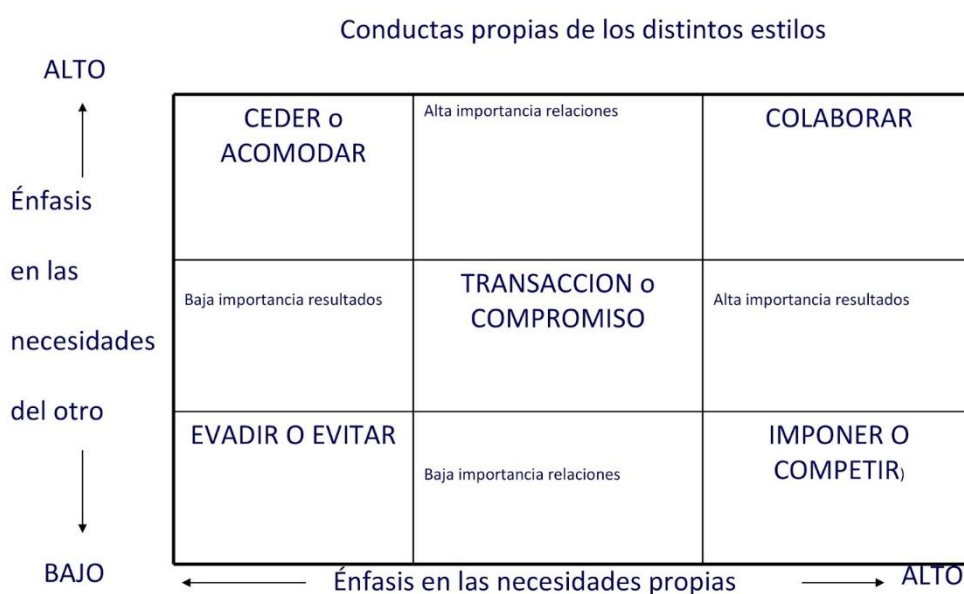 Conductas propias de los distintos estilos
ALTO
CEDER o
ACOMODAR
Alta importancia relaciones
COLABORAR
Énfasis
en las
necesidades
del otro
Baja importancia resultados
TRANSACCION o
COMPROMISO
Alta importancia resultados
EVADIR O EVITAR
Baja importancia relaciones
IMPONER O
COMPETIR)
BAJO
Énfasis en las necesidades propias
ALTO